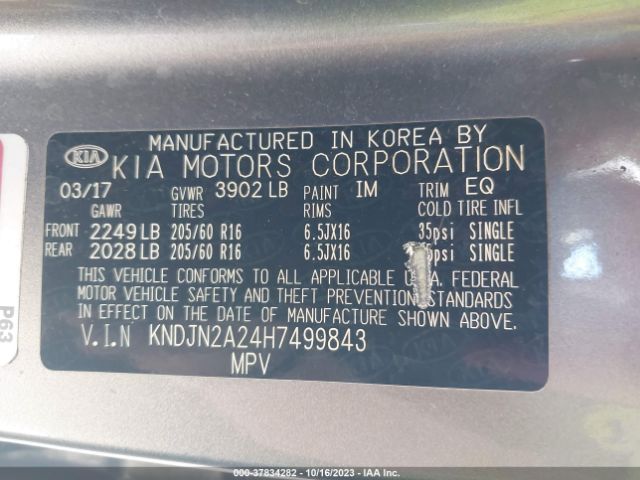 MANUFACTURED IN KOREA BY
KIA KIA MOTORS CORPORATION
03/17 GVWR 3902 LB PAINT IM TRIM EQ
GAWR TIRES RIMS COLD TIRE INFL
FRONT 2249 LB 205/60 R16 6.5JX16 35psi SINGLE
REAR 2028 LB 205/60 R16 6.5JX16 psi SINGLE
THIS VEHICLE CONFORMS TO ALL APPLICABLE U.S.A. FEDERAL
MOTOR VEHICLE SAFETY AND THEFT PREVENTION STANDARDS
IN EFFECT ON THE DATE OF MANUFACTURE SHOWN ABOVE.
V.I.N KNDJN2A24H7499843
MPV
P63
© - 37834282 - 10/16/2023 - IAA Inc.